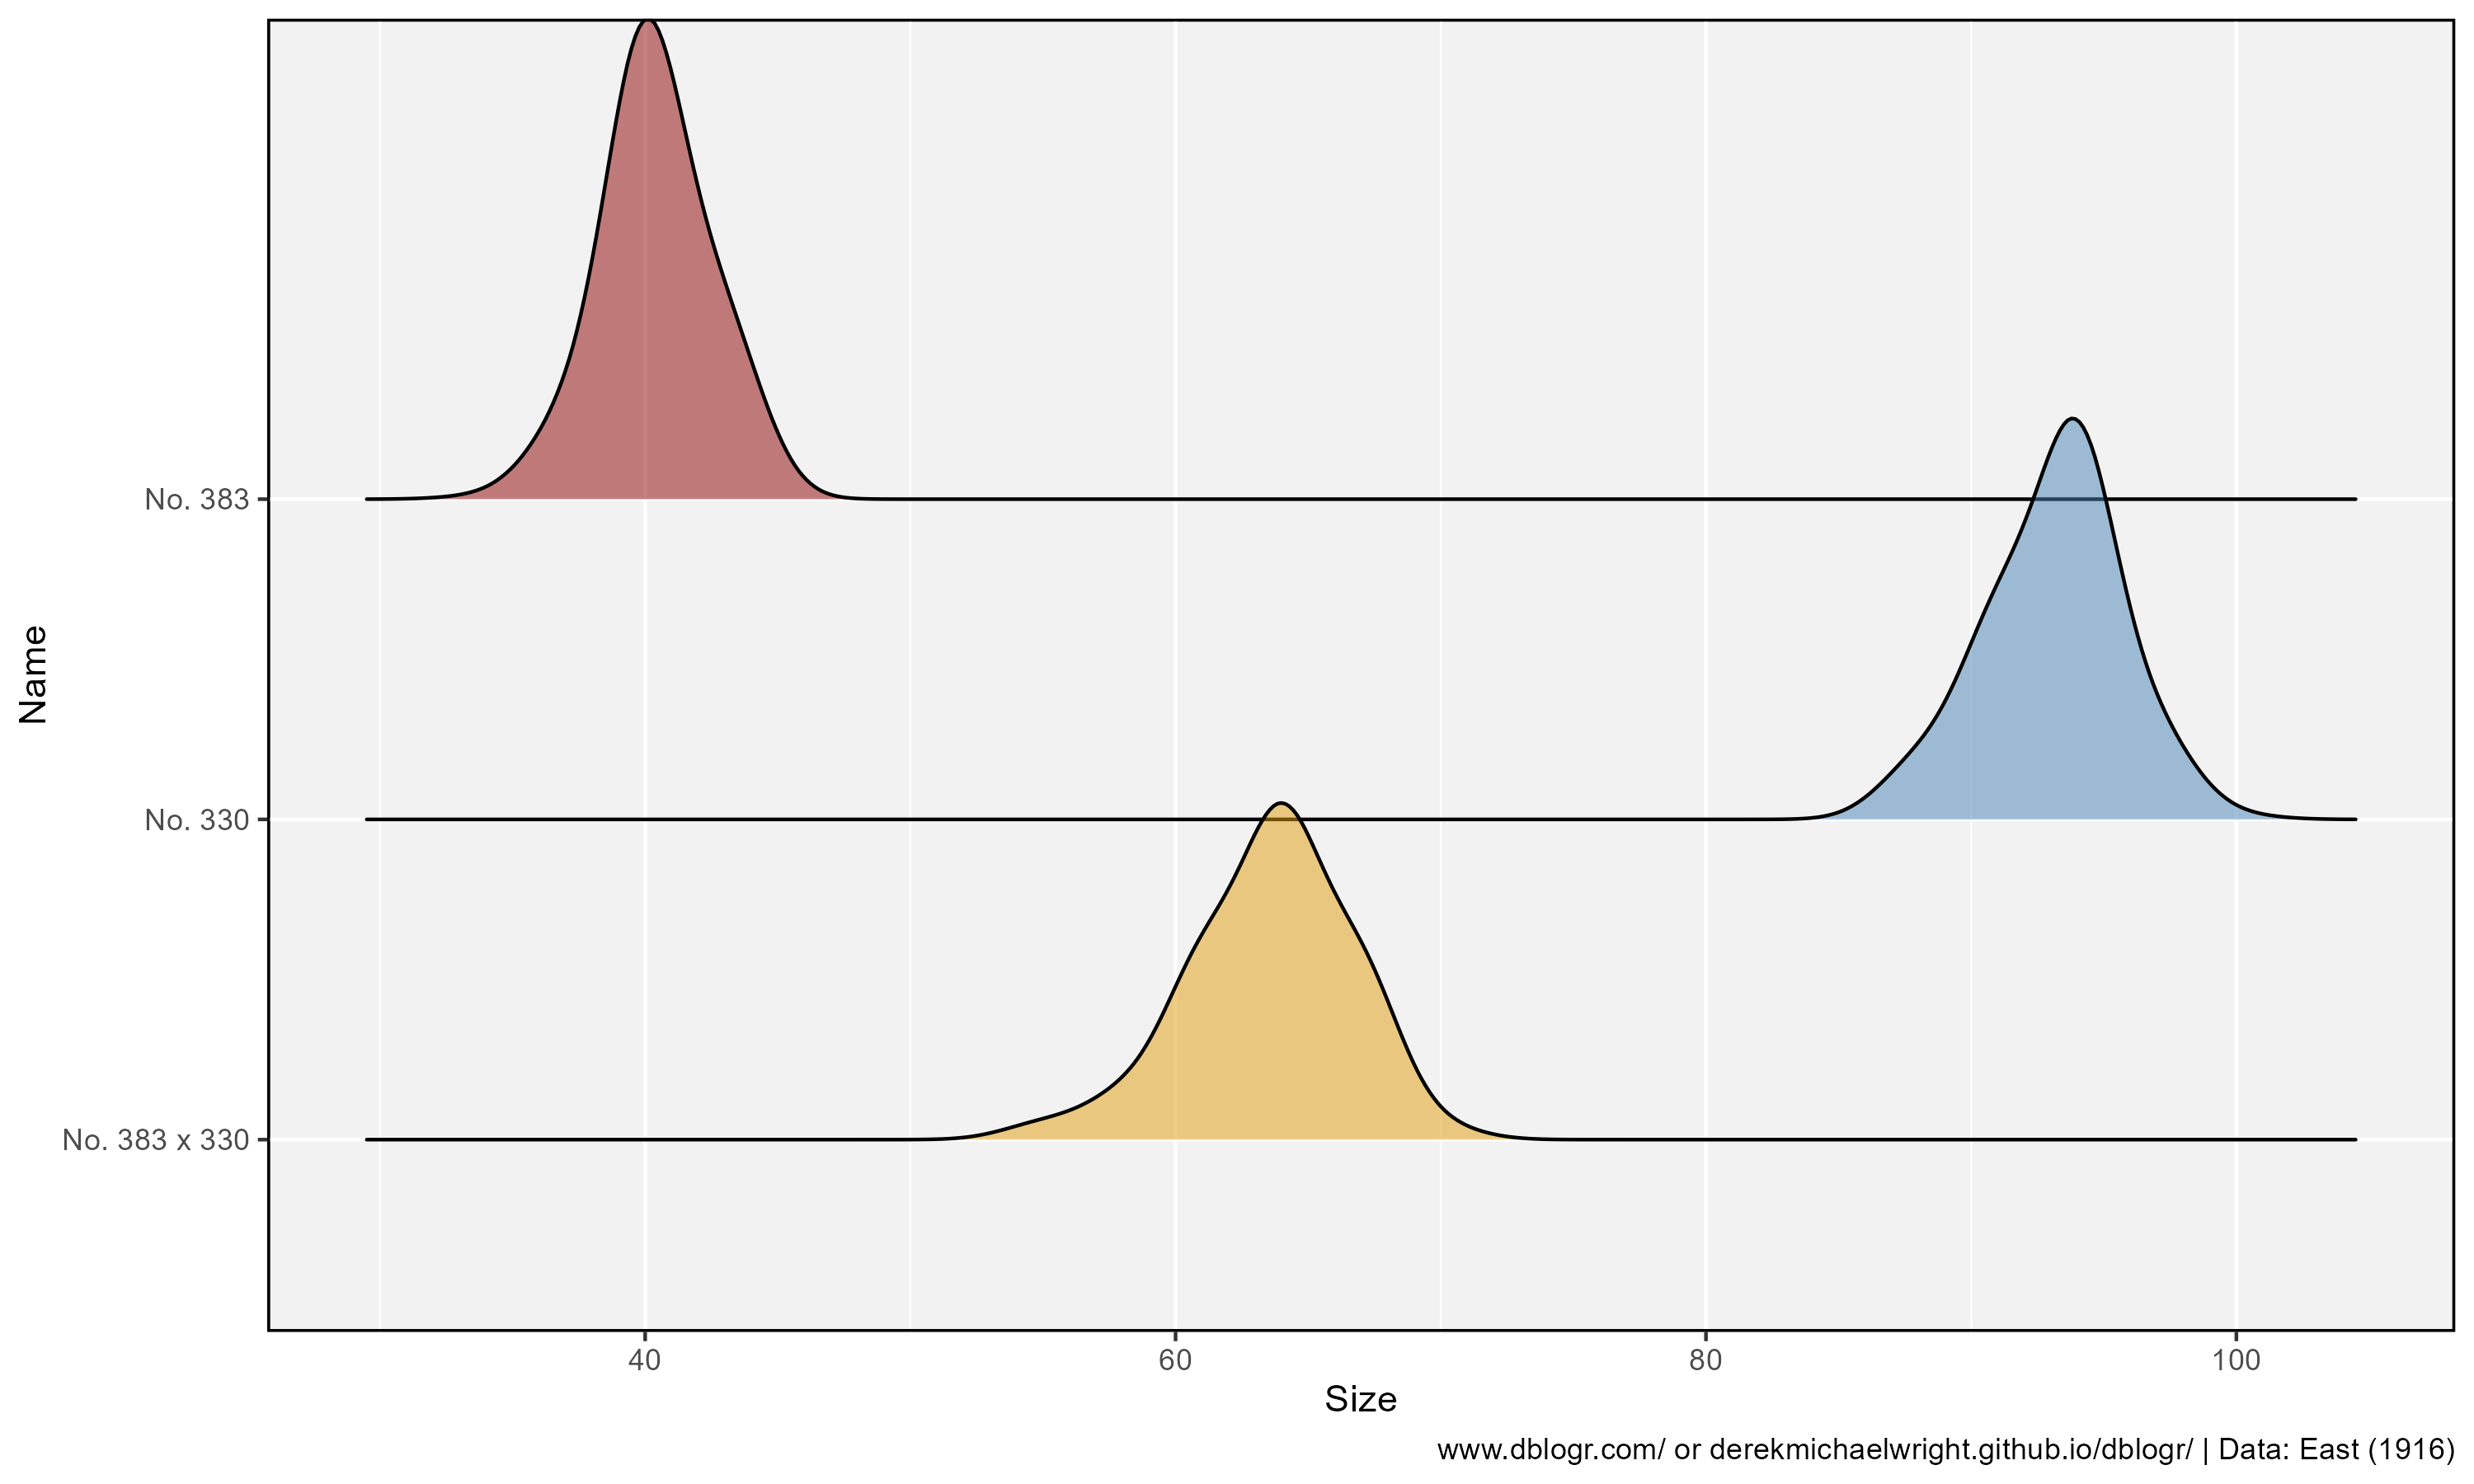 No. 383
No. 330
No. 383 x 330
Name
40 60 80 100
Size
www.dblogr.com/ or derekmichaelwright.github.io/dblogr/ | Data: East (1916)